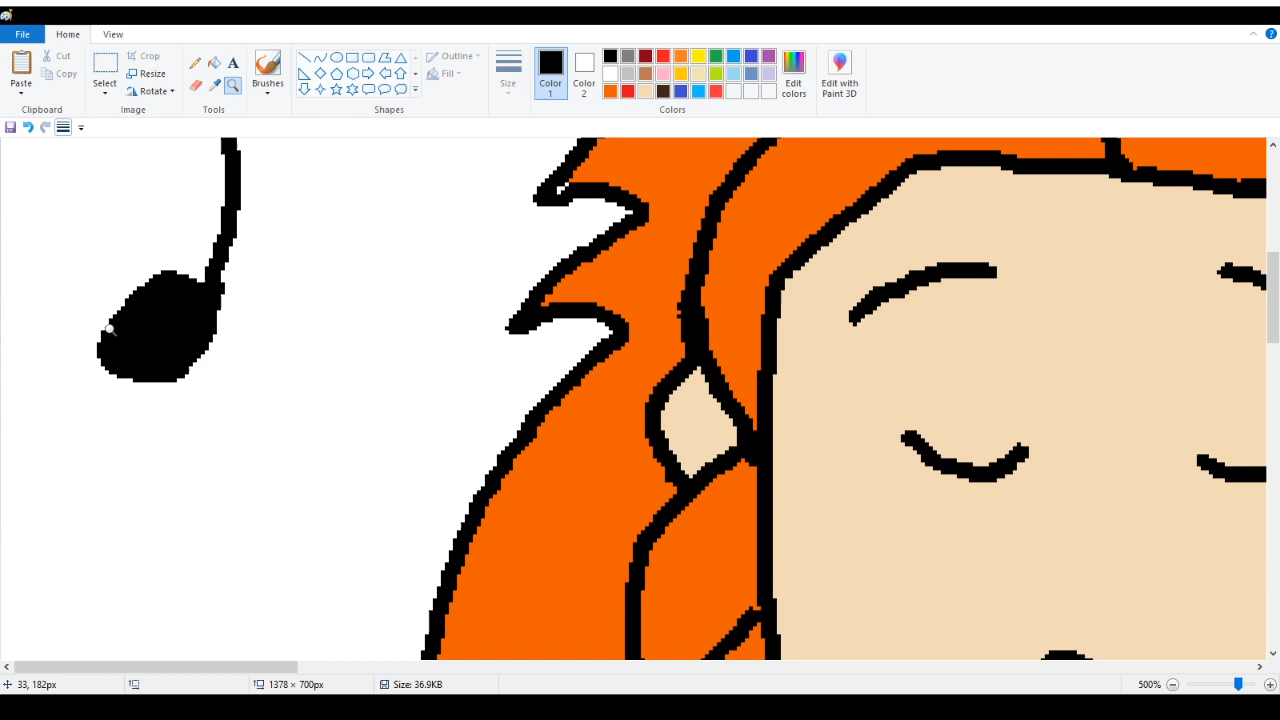 File Home View
Paste Cut Copy Clipboard
Select Crop Resize Rotate Image
A Tools
Brushes
Outline Fill Shapes
Size
Color 1 Color 2 Edit colors Colors
Edit with Paint 3D
33, 182px 1378 × 700px Size: 36.9KB 500%